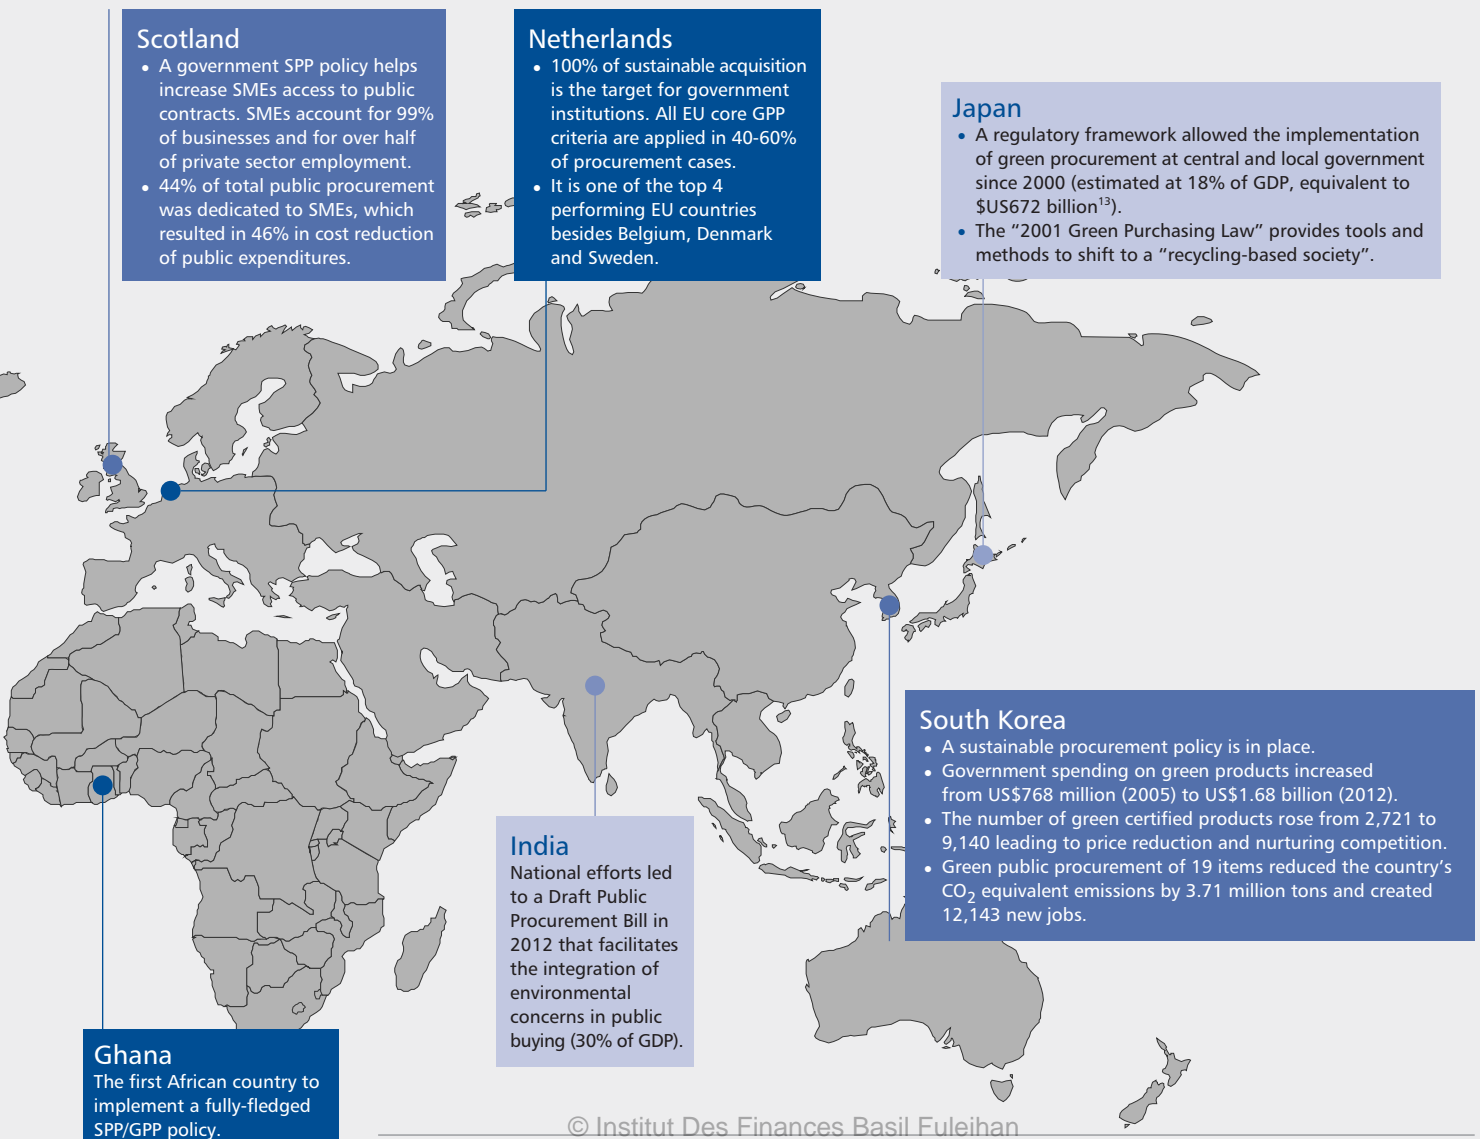 Scotland
• A government SPP policy helps
increase SMEs access to public
contracts. SMEs account for 99%
of businesses and for over half
of private sector employment.
• 44% of total public procurement
was dedicated to SMEs, which
resulted in 46% in cost reduction
of public expenditures.
Netherlands
• 100% of sustainable acquisition
is the target for government
institutions. All EU core GPP
criteria are applied in 40-60%
of procurement cases.
• It is one of the top 4
performing EU countries
besides Belgium, Denmark
and Sweden.
Japan
• A regulatory framework allowed the implementation
of green procurement at central and local government
since 2000 (estimated at 18% of GDP, equivalent to
$US672 billion¹³).
• The “2001 Green Purchasing Law” provides tools and
methods to shift to a “recycling-based society”.
South Korea
• A sustainable procurement policy is in place.
• Government spending on green products increased
from US$768 million (2005) to US$1.68 billion (2012).
• The number of green certified products rose from 2,721 to
9,140 leading to price reduction and nurturing competition.
• Green public procurement of 19 items reduced the country’s
CO₂ equivalent emissions by 3.71 million tons and created
12,143 new jobs.
India
National efforts led
to a Draft Public
Procurement Bill in
2012 that facilitates
the integration of
environmental
concerns in public
buying (30% of GDP).
Ghana
The first African country to
implement a fully-fledged
SPP/GPP policy.
© Institut Des Finances Basil Fuleihan